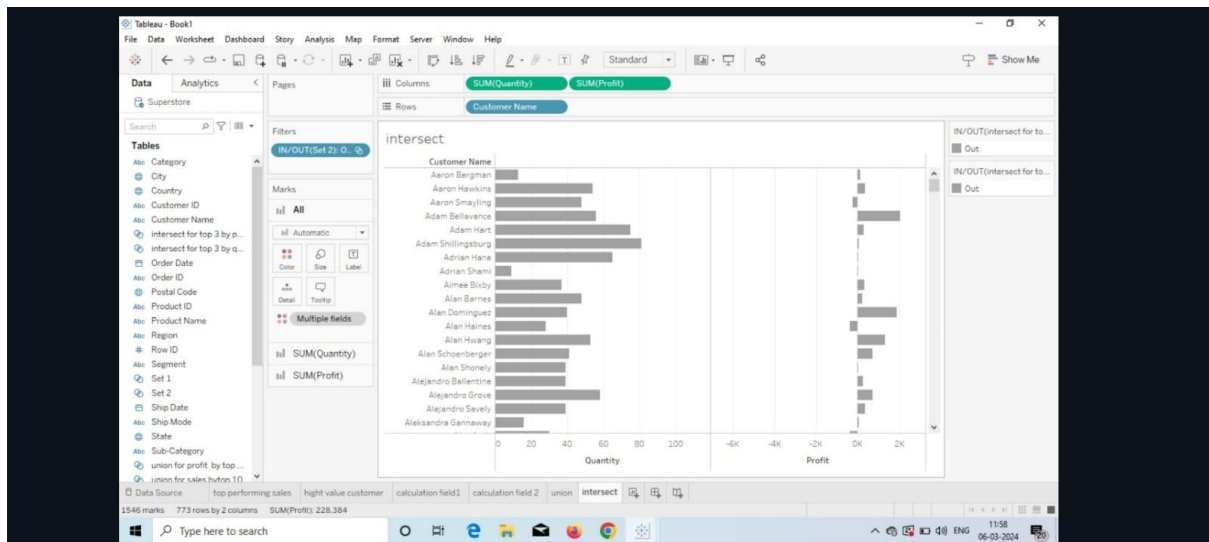 Tableau - Book1
File Data Worksheet Dashboard Story Analysis Map Format Server Window Help
Standard
Show Me
Data Analytics
Superstore
Search
Tables
Abc Category
City
Country
Abc Customer ID
Abc Customer Name
intersect for top 3 by p...
intersect for top 3 by q...
Order Date
Abc Order ID
Postal Code
Abc Product ID
Abc Product Name
Abc Region
# Row ID
Abc Segment
Set 1
Set 2
Ship Date
Abc Ship Mode
State
Abc Sub-Category
union for profit by top ...
union for sales byton 10
Pages
Filters
IN/OUT(Set 2): O..
Marks
All
Automatic
Color Size Label
Detail Tooltip
Multiple fields
SUM(Quantity)
SUM(Profit)
Columns SUM(Quantity) SUM(Profit)
Rows Customer Name
intersect
Customer Name
Aaron Bergman
Aaron Hawkins
Aaron Smayling
Adam Bellavance
Adam Hart
Adam Shillingsburg
Adrian Hane
Adrian Shami
Aimee Bixby
Alan Barnes
Alan Dominguez
Alan Haines
Alan Hwang
Alan Schoenberger
Alan Shonely
Alejandro Ballentine
Alejandro Grove
Alejandro Savely
Aleksandra Gannaway
0 20 40 60 80 100 -6K -4K -2K 0K 2K
Quantity Profit
IN/OUT(intersect for to...
Out
IN/OUT(intersect for to...
Out
Data Source top performing sales hight value customer calculation field1 calculation field 2 union intersect
1546 marks 773 rows by 2 columns SUM(Profit): 228,384
Type here to search
ENG
11:58
06-03-2024
20